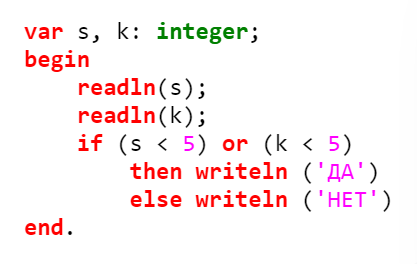 var s, k: integer;
begin
    readln(s);
    readln(k);
    if (s < 5) or (k < 5)
        then writeln ('ДА')
        else writeln ('НЕТ')
end.